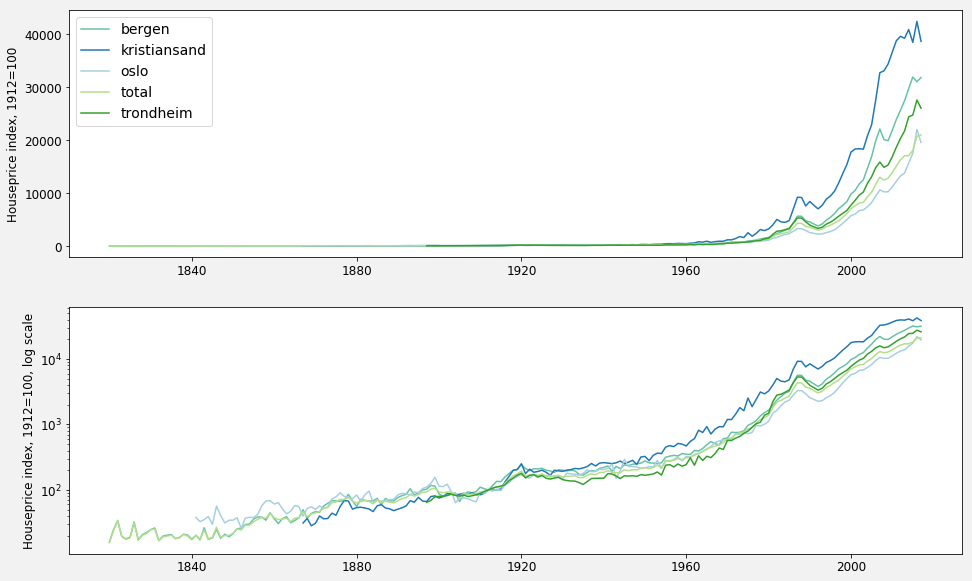 Houseprice index, 1912=100
40000
30000
20000
10000
0
bergen
kristiansand
oslo
total
trondheim
1840
1880
1920
1960
2000
Houseprice index, 1912=100, log scale
10^4
10^3
10^2
1840
1880
1920
1960
2000